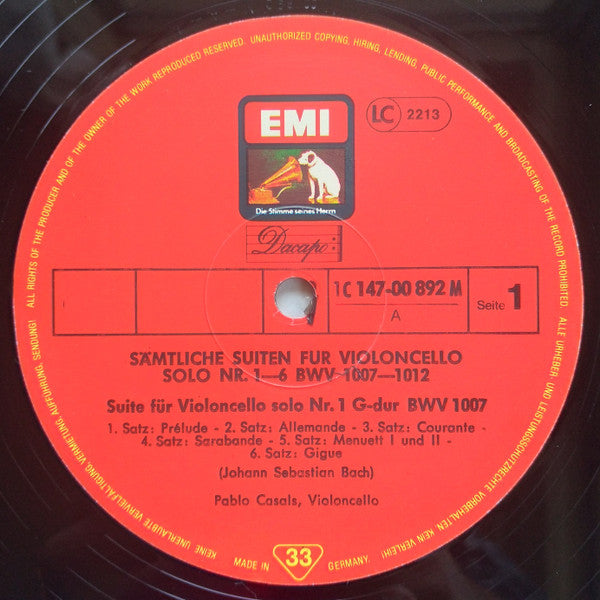 ALL RIGHTS OF THE PRODUCER AND OF THE OWNER OF THE WORK REPRODUCED RESERVED. UNAUTHORIZED COPYING, HIRING, LENDING, PUBLIC PERFORMANCE AND BROADCASTING OF THE RECORD PROHIBITED.
ALLE URHEBER- UND LEISTUNGSSCHUTZRECHTE VORBEHALTEN. KEIN VERLEIH! KEINE UNERLAUBTE VERVIELFÄLTIGUNG, VERMIETUNG, AUFFÜHRUNG, SENDUNG!
EMI
LC 2213
Die Stimme seines Herrn
Dacapo
1C 147-00 892 M
A
Seite 1
SÄMTLICHE SUITEN FÜR VIOLONCELLO
SOLO NR. 1—6 BWV 1007—1012
Suite für Violoncello solo Nr. 1 G-dur BWV 1007
1. Satz: Prélude - 2. Satz: Allemande - 3. Satz: Courante -
4. Satz: Sarabande - 5. Satz: Menuett I und II -
6. Satz: Gigue
(Johann Sebastian Bach)
Pablo Casals, Violoncello
MADE IN 33 GERMANY